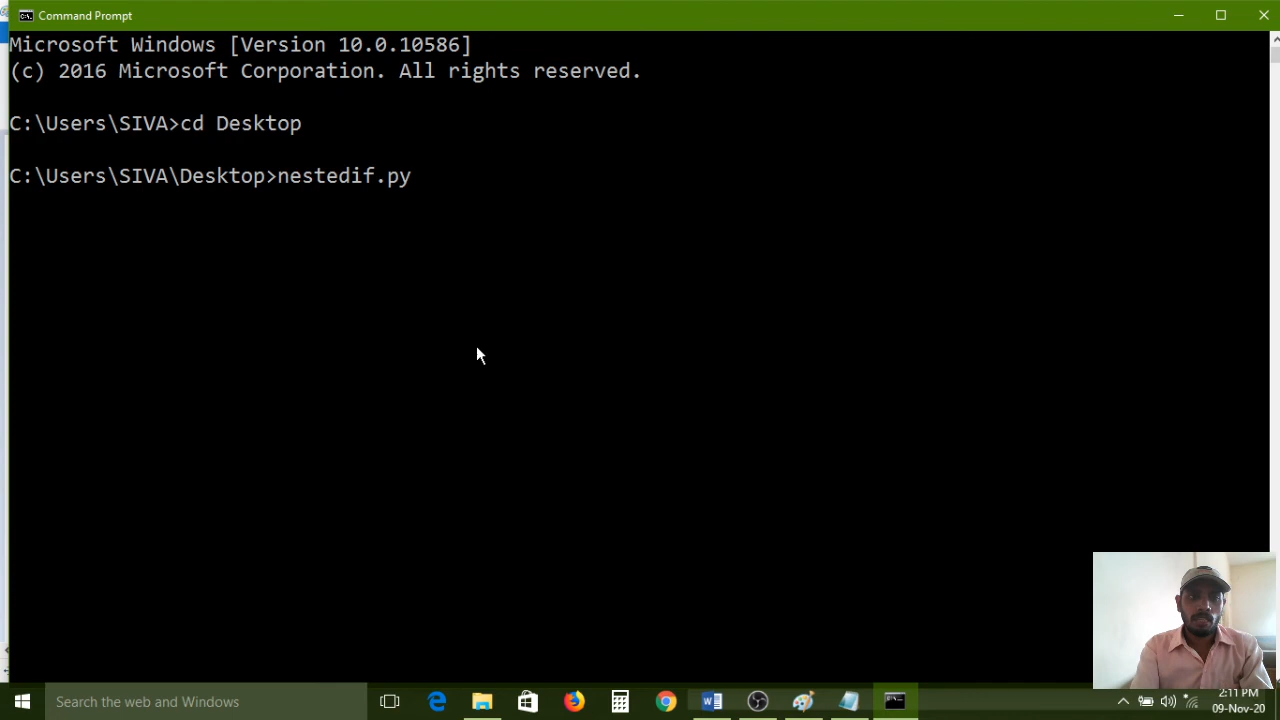 Command Prompt
Microsoft Windows [Version 10.0.10586]
(c) 2016 Microsoft Corporation. All rights reserved.
C:\Users\SIVA>cd Desktop
C:\Users\SIVA\Desktop>nestedif.py
Search the web and Windows
2:11 PM
09-Nov-20